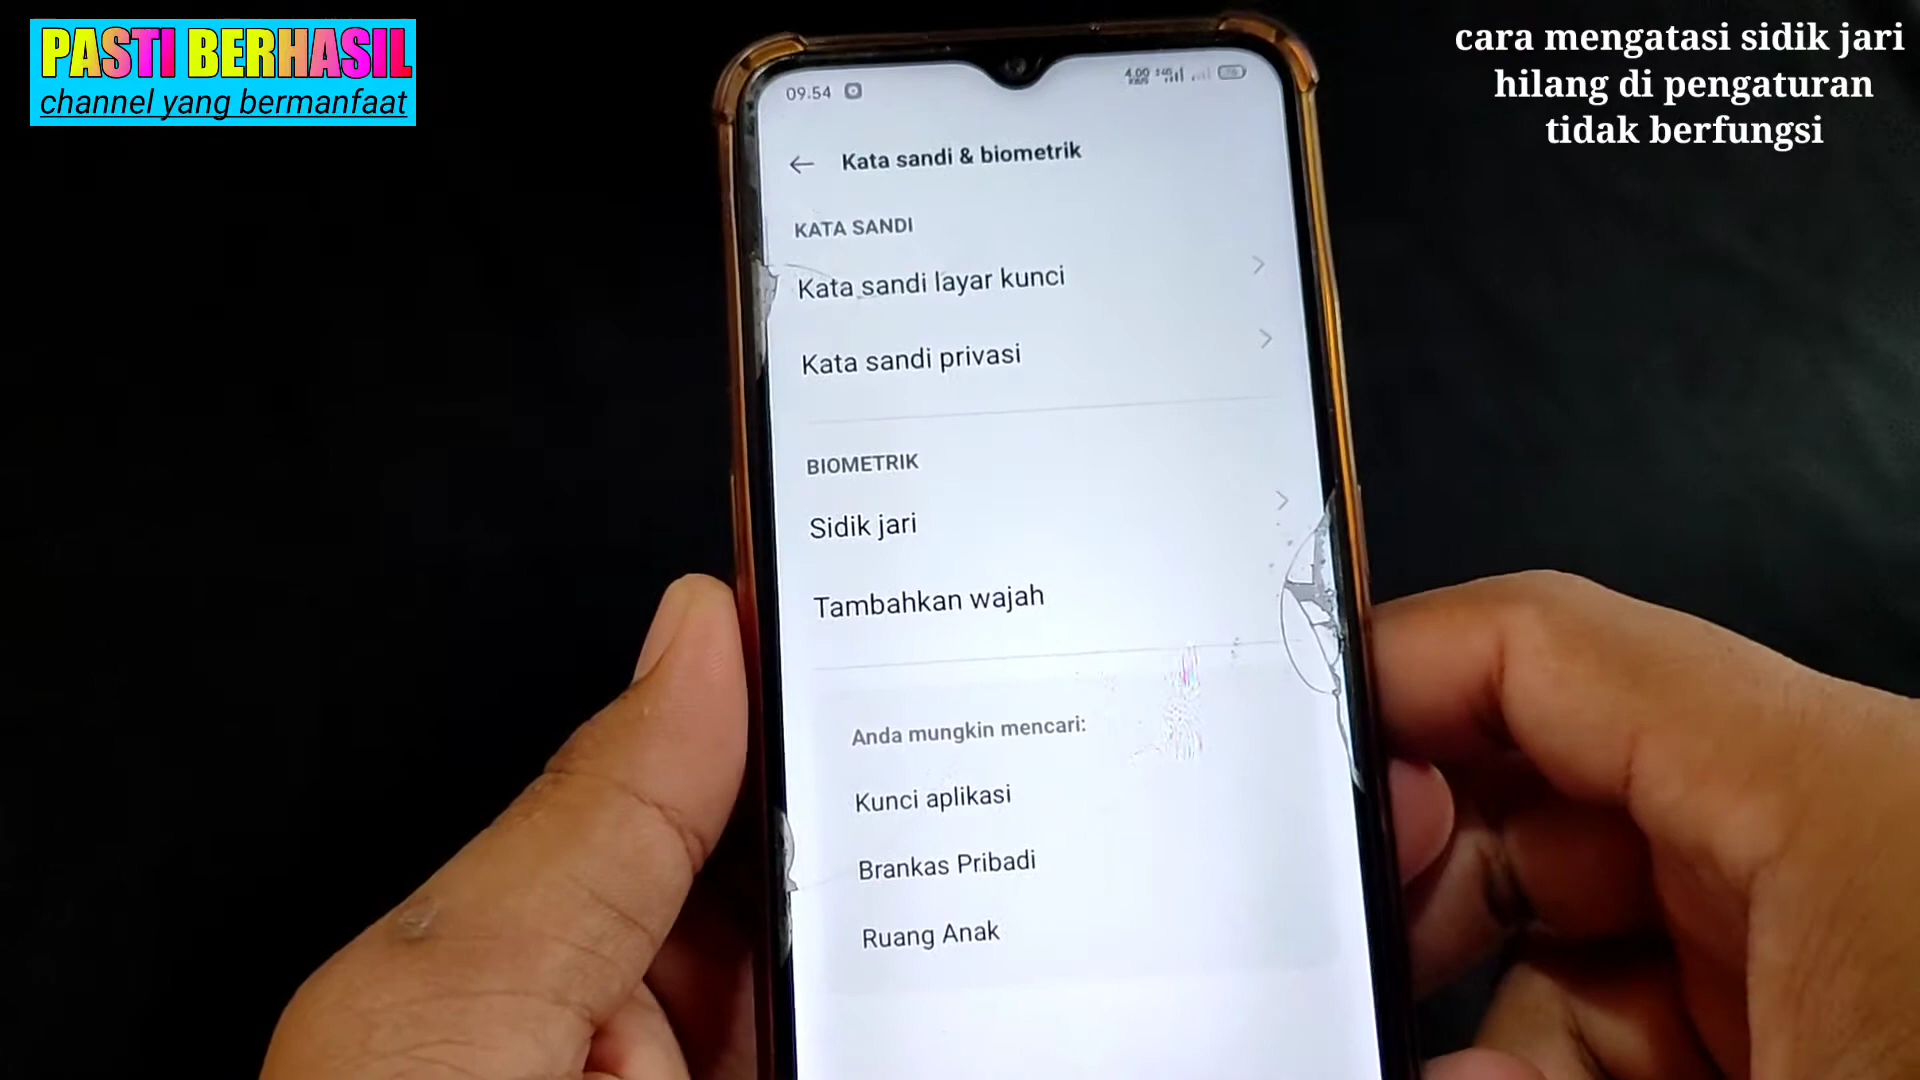 PASTI BERHASIL
channel yang bermanfaat
cara mengatasi sidik jari
hilang di pengaturan
tidak berfungsi
09.54
Kata sandi & biometrik
KATA SANDI
Kata sandi layar kunci
Kata sandi privasi
BIOMETRIK
Sidik jari
Tambahkan wajah
Anda mungkin mencari:
Kunci aplikasi
Brankas Pribadi
Ruang Anak